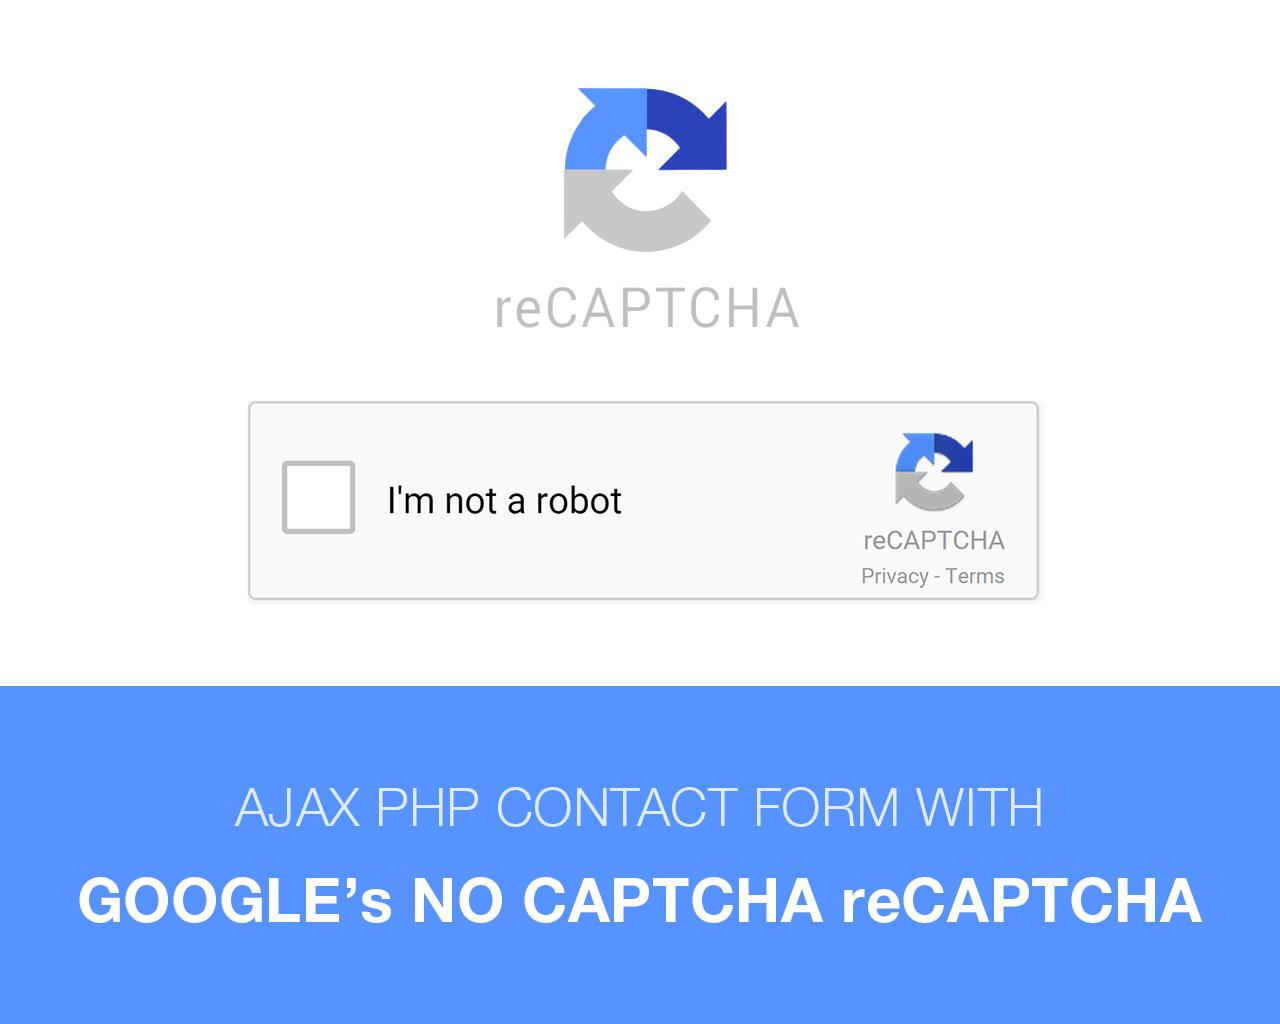 reCAPTCHA
I'm not a robot
reCAPTCHA
Privacy - Terms
AJAX PHP CONTACT FORM WITH
GOOGLE’s NO CAPTCHA reCAPTCHA